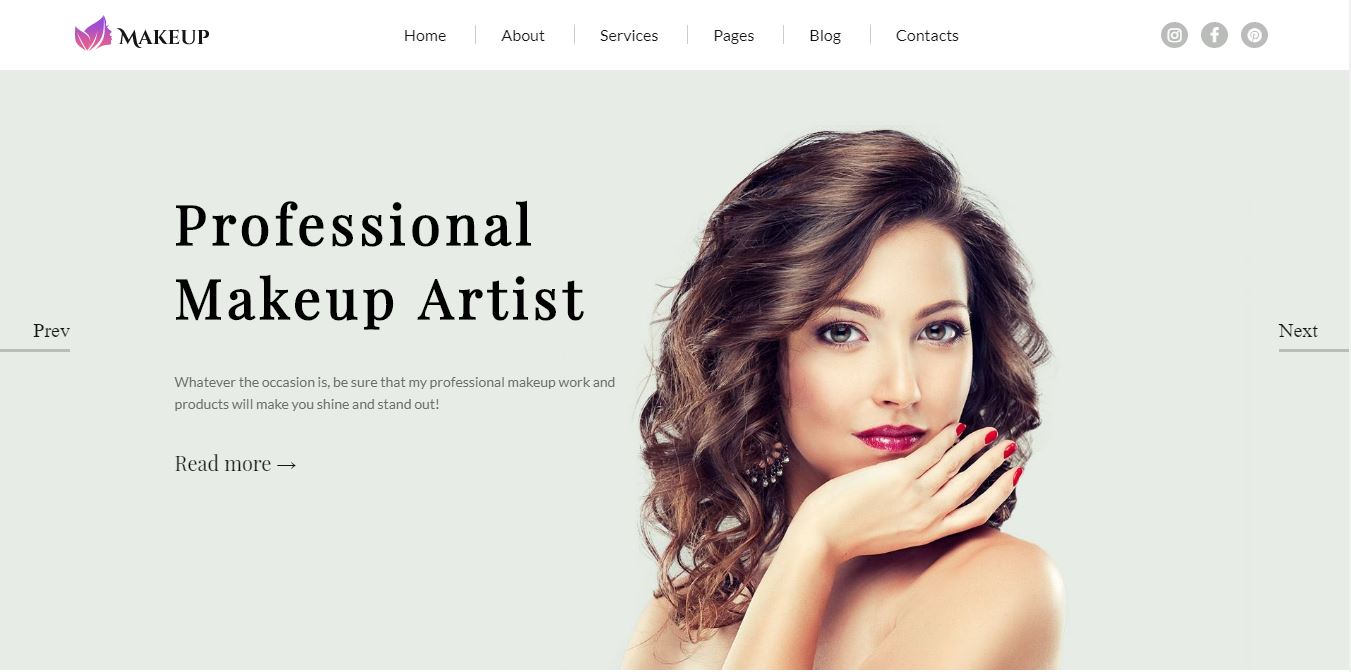 MAKEUP
Home
About
Services
Pages
Blog
Contacts
Professional
Makeup Artist
Prev
Next
Whatever the occasion is, be sure that my professional makeup work and
products will make you shine and stand out!
Read more →